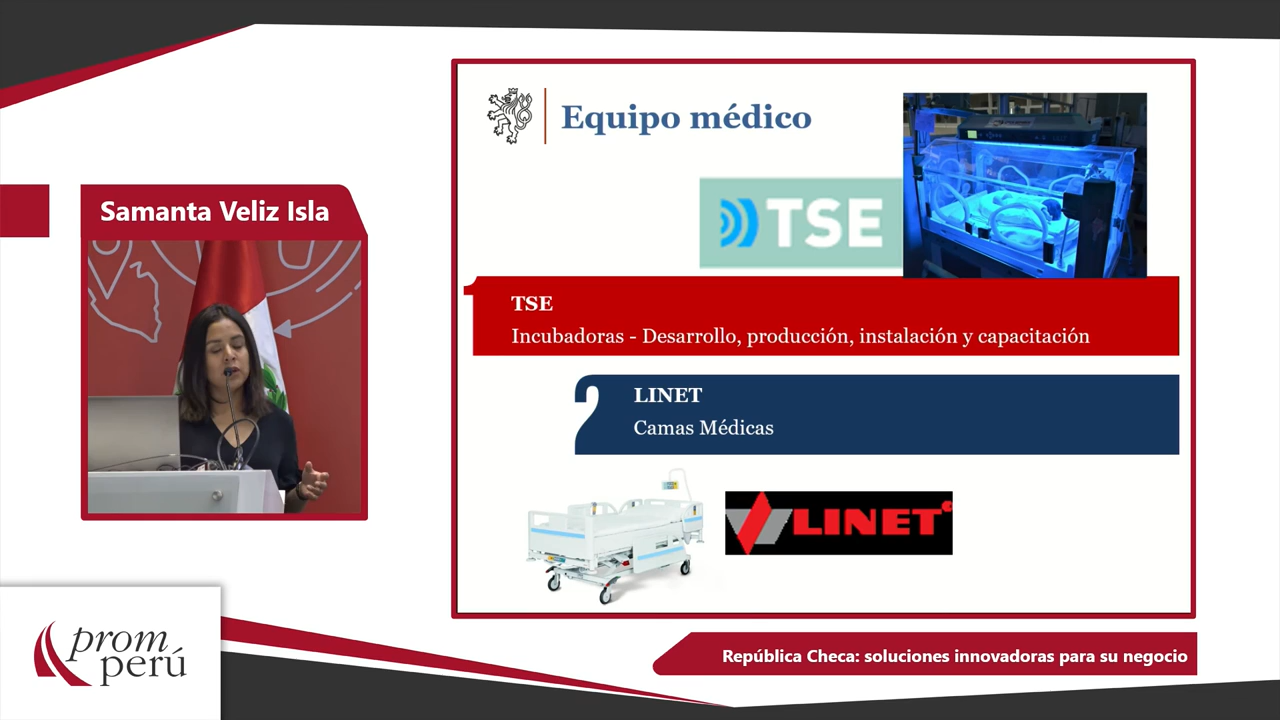 Samanta Veliz Isla
Equipo médico
TSE
1
TSE
Incubadoras - Desarrollo, producción, instalación y capacitación
2
LINET
Camas Médicas
LINET
prom
perú
República Checa: soluciones innovadoras para su negocio